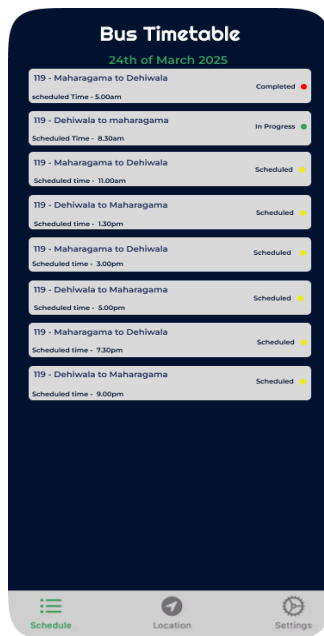 Bus Timetable
24th of March 2025
119 - Maharagama to Dehiwala
Completed
scheduled Time - 5.00am
119 - Dehiwala to maharagama
In Progress
Scheduled Time - 8.30am
119 - Maharagama to Dehiwala
Scheduled
Scheduled time - 11.00am
119 - Dehiwala to Maharagama
Scheduled
Scheduled time - 1.30pm
119 - Maharagama to Dehiwala
Scheduled
Scheduled time - 3.00pm
119 - Dehiwala to Maharagama
Scheduled
Scheduled time - 5.00pm
119 - Maharagama to Dehiwala
Scheduled
Scheduled time - 7.30pm
119 - Dehiwala to Maharagama
Scheduled
Scheduled time - 9.00pm
Schedule
Location
Settings